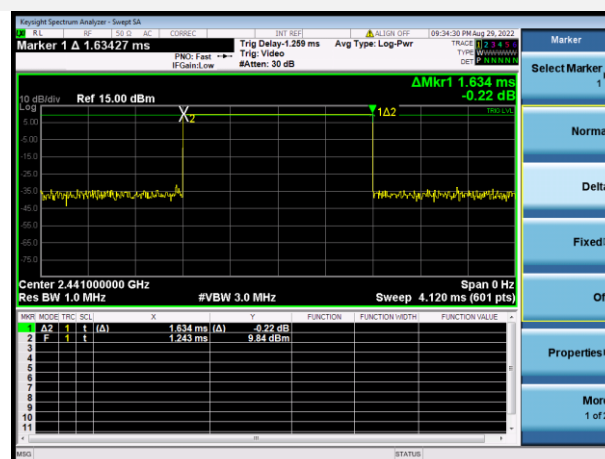 Keysight Spectrum Analyzer - Swept SA
RL RF 50 Ω AC CORREC INT REF ALIGN OFF 09:34:30 PM Aug 29, 2022
Marker 1 Δ 1.63427 ms
PNO: Fast
IFGain:Low
Trig Delay-1.259 ms
Trig: Video
#Atten: 30 dB
Avg Type: Log-Pwr
TRACE 1 2 3 4 5 6
TYPE WWWWWW
DET P N N N N N
ΔMkr1 1.634 ms
-0.22 dB
10 dB/div Ref 15.00 dBm
Log
TRIG LVL
X2
1Δ2
5.00
-5.00
-15.0
-25.0
-35.0
-45.0
-55.0
-65.0
-75.0
Center 2.441000000 GHz Span 0 Hz
Res BW 1.0 MHz #VBW 3.0 MHz Sweep 4.120 ms (601 pts)
MKR MODE TRC SCL X Y FUNCTION FUNCTION WIDTH FUNCTION VALUE
1 Δ2 1 t (Δ) 1.634 ms (Δ) -0.22 dB
2 F 1 t 1.243 ms 9.84 dBm
3
4
5
6
7
8
9
10
11
MSG STATUS
Marker
Select Marker
1
Norma
Delta
Fixed
Of
Properties
More
1 of 2